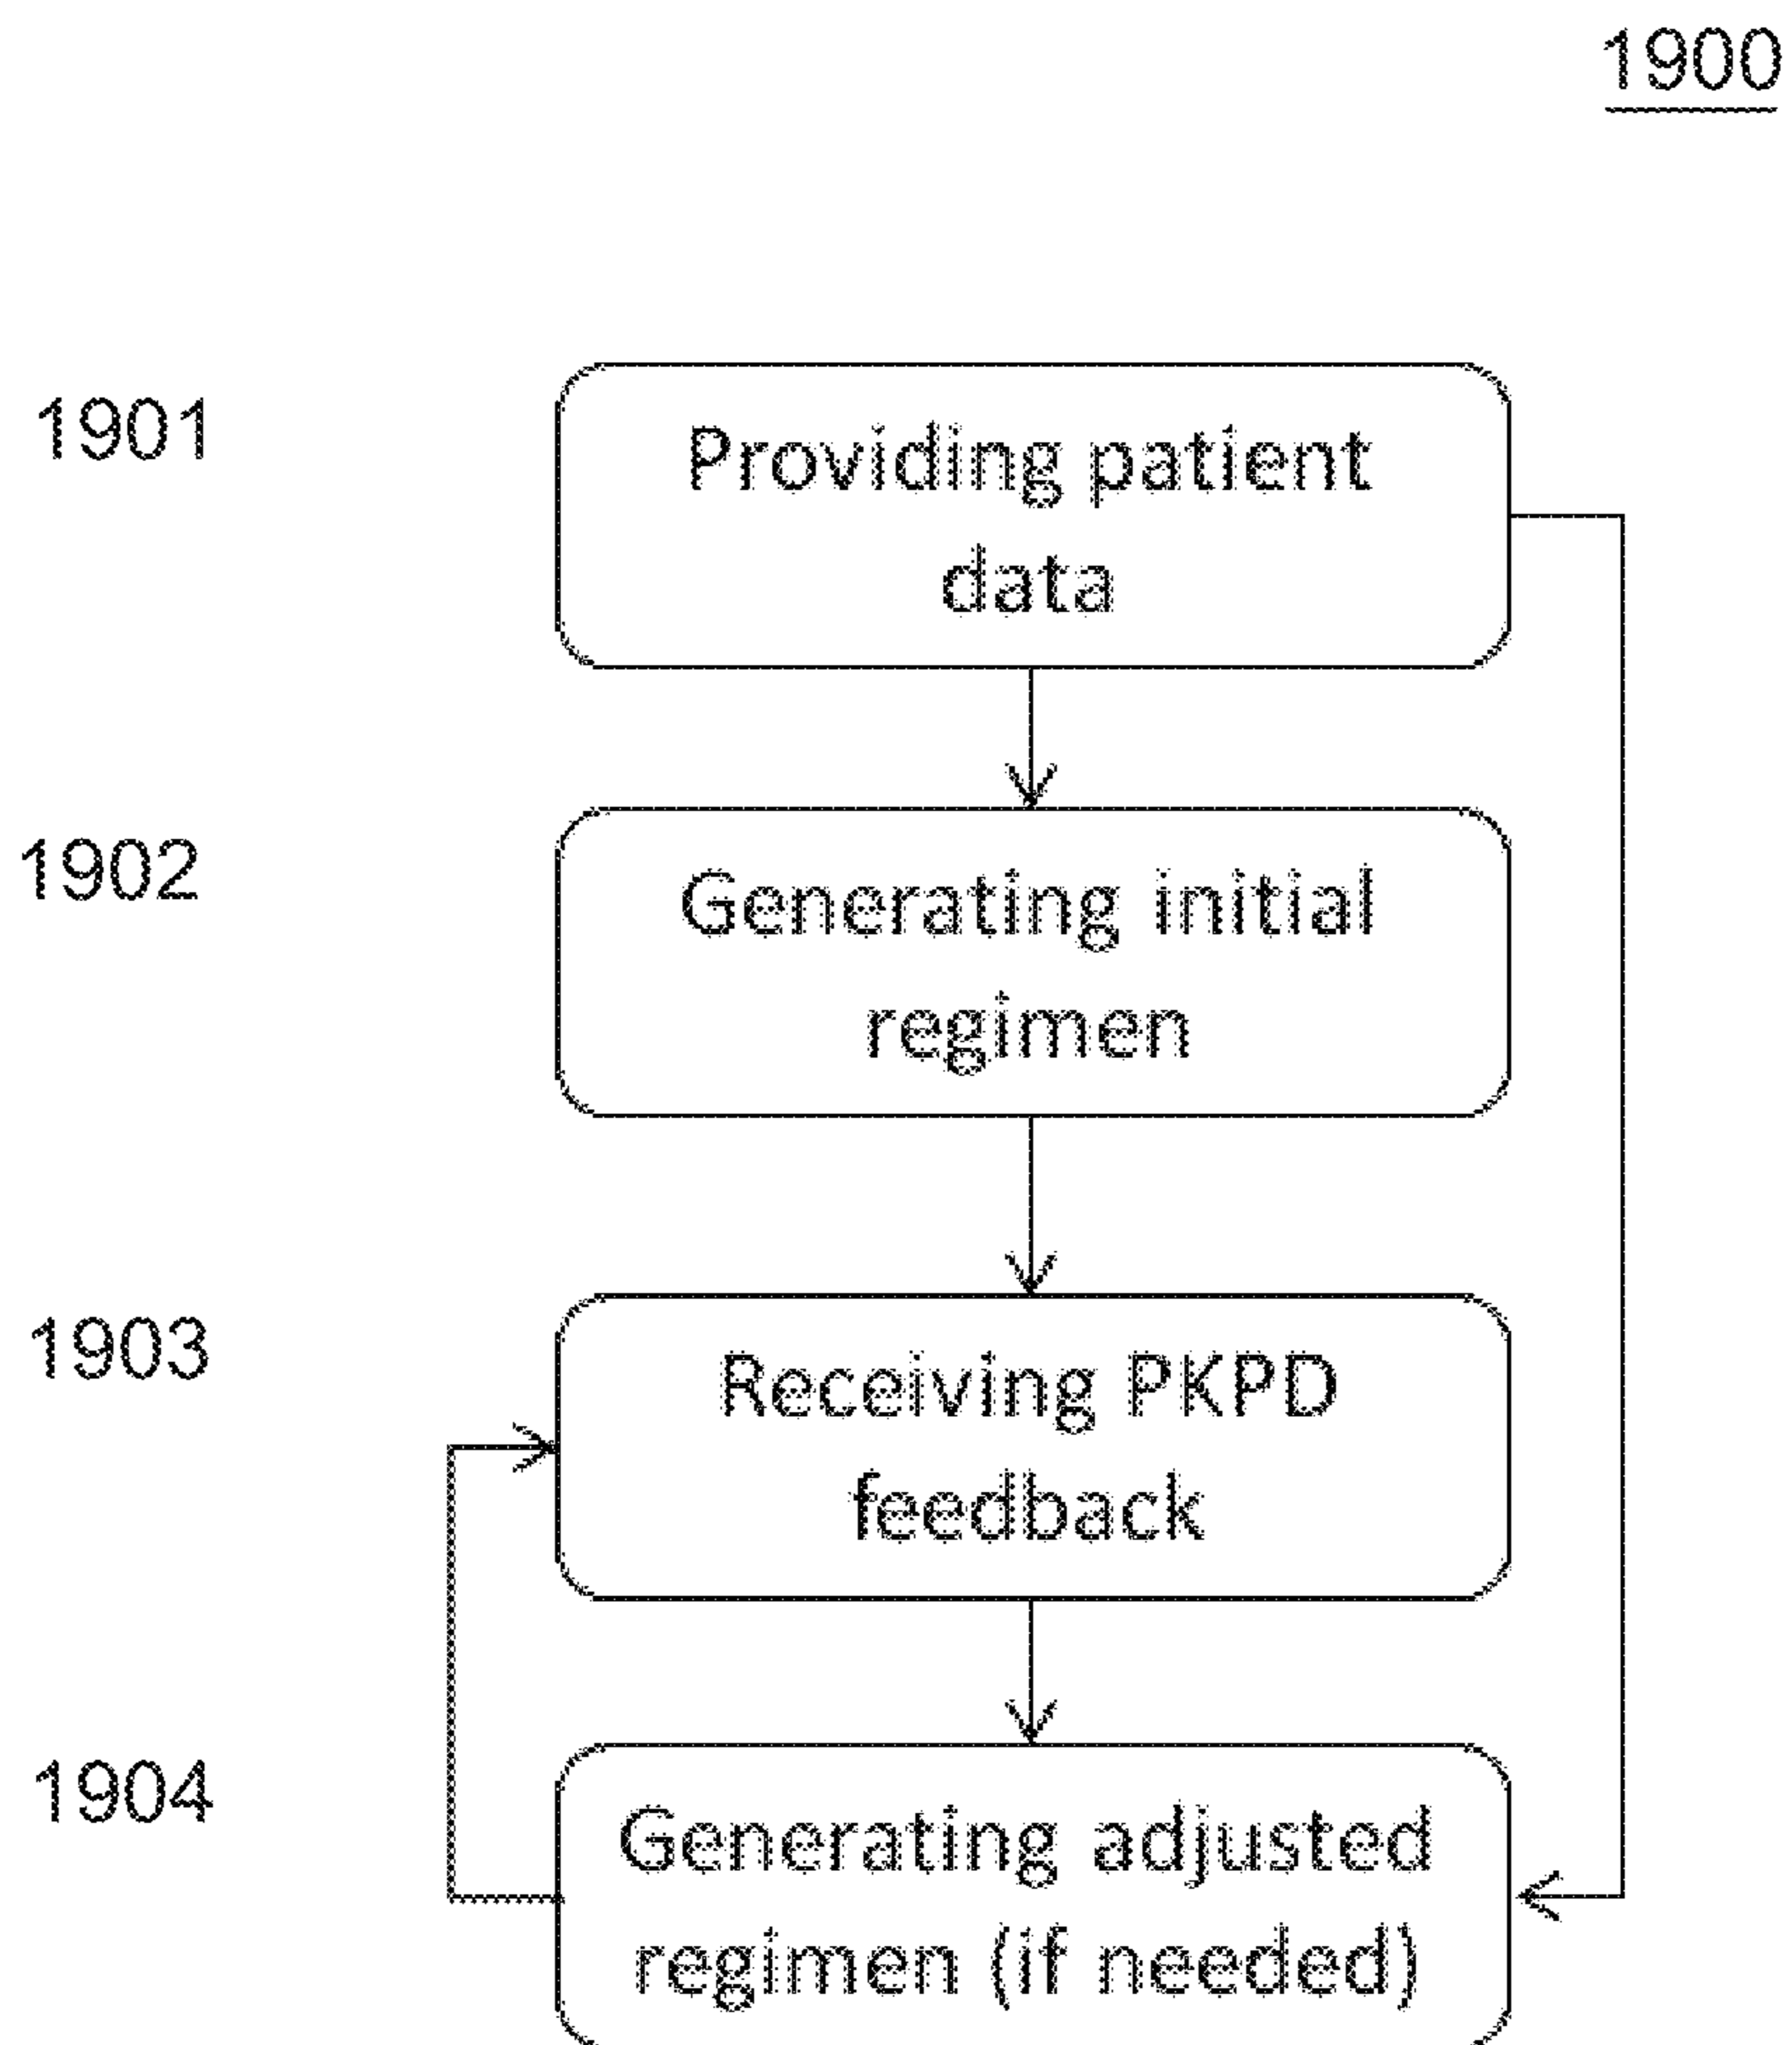 1900
1901
Providing patient
data
1902
Generating initial
regimen
1903
Receiving PKPD
feedback
1904
Generating adjusted
regimen (if needed)